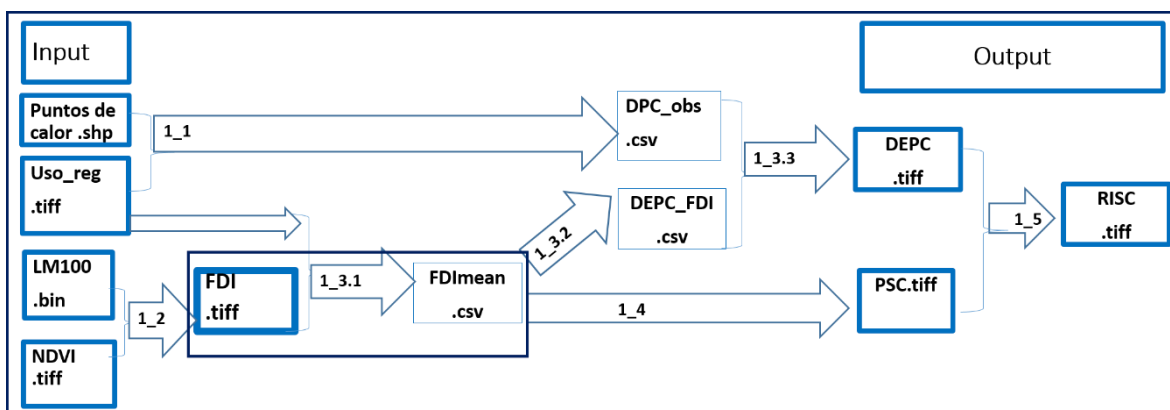 Input
Output
Puntos de
calor .shp
1_1
DPC_obs
.csv
Uso_reg
.tiff
1_3.3
DEPC
.tiff
DEPC_FDI
.csv
1_3.2
RISC
.tiff
1_5
LM100
.bin
1_2
FDI
.tiff
1_3.1
FDImean
.csv
1_4
PSC.tiff
NDVI
.tiff